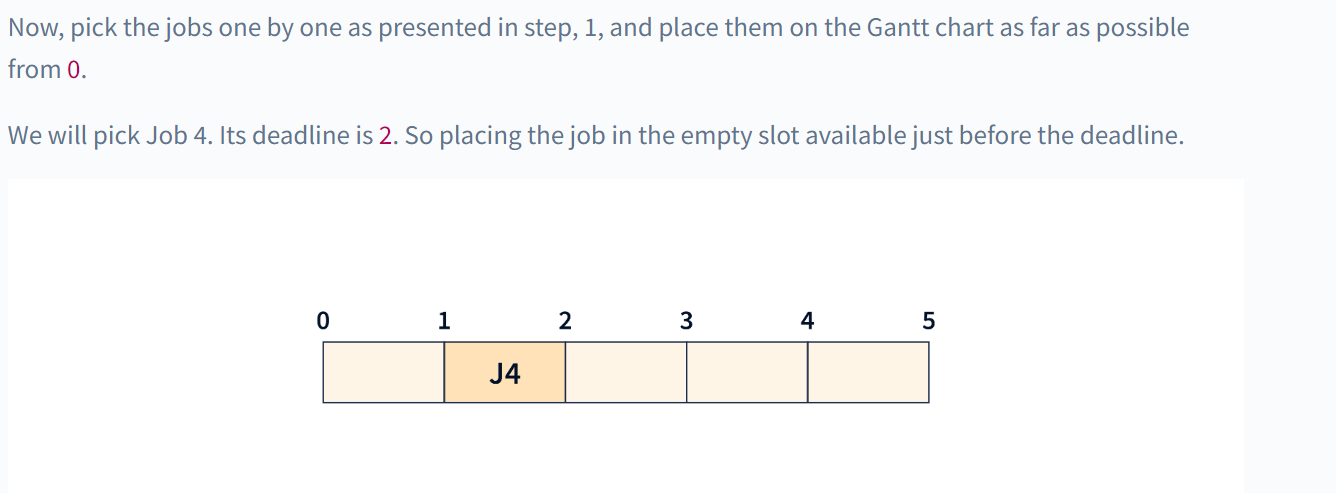 Now, pick the jobs one by one as presented in step, 1, and place them on the Gantt chart as far as possible
from 0.
We will pick Job 4. Its deadline is 2. So placing the job in the empty slot available just before the deadline.
0 1 2 3 4 5
J4